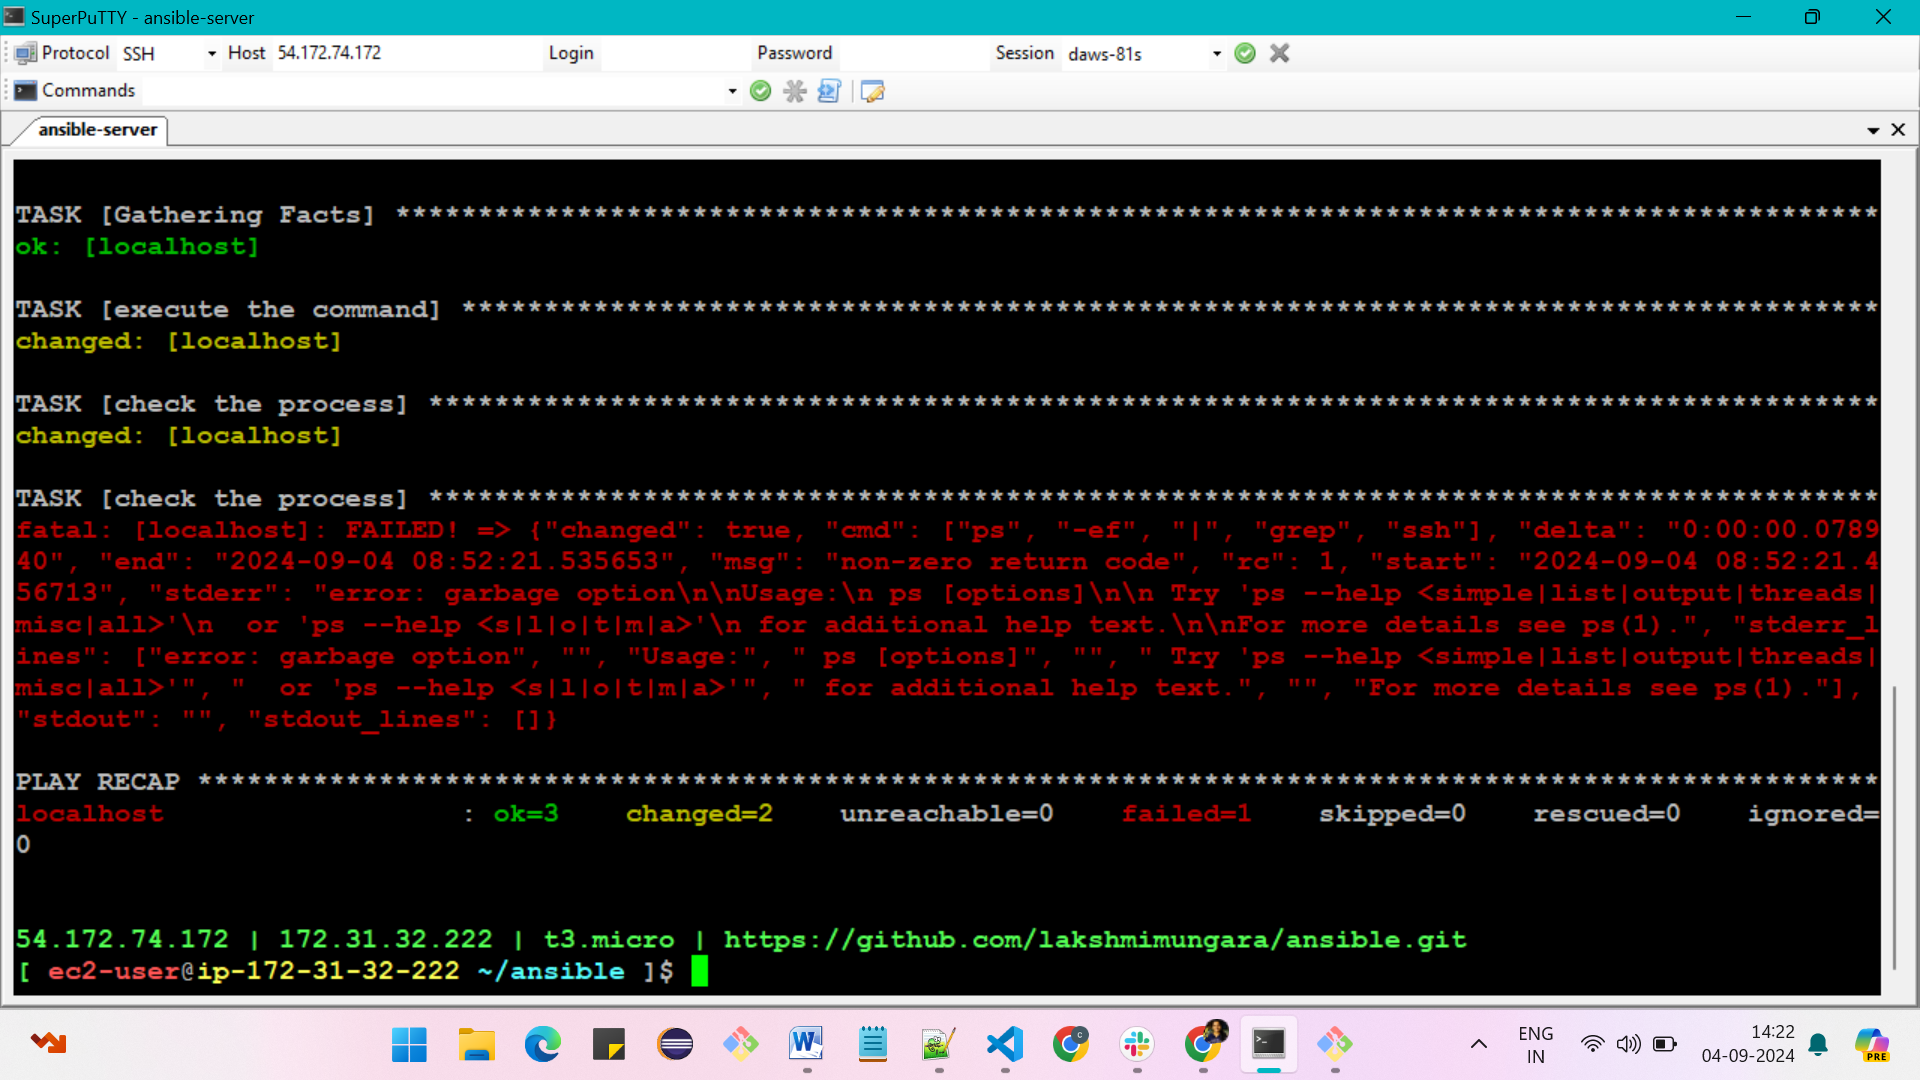 SuperPuTTY - ansible-server
Protocol SSH Host 54.172.74.172 Login Password Session daws-81s
Commands
ansible-server
TASK [Gathering Facts] ******************************************************************************************
ok: [localhost]
TASK [execute the command] **************************************************************************************
changed: [localhost]
TASK [check the process] ****************************************************************************************
changed: [localhost]
TASK [check the process] ****************************************************************************************
fatal: [localhost]: FAILED! => {"changed": true, "cmd": ["ps", "-ef", "|", "grep", "ssh"], "delta": "0:00:00.0789
40", "end": "2024-09-04 08:52:21.535653", "msg": "non-zero return code", "rc": 1, "start": "2024-09-04 08:52:21.4
56713", "stderr": "error: garbage option\n\nUsage:\n ps [options]\n\n Try 'ps --help <simple|list|output|threads|
misc|all>'\n  or 'ps --help <s|l|o|t|m|a>'\n for additional help text.\n\nFor more details see ps(1).", "stderr_l
ines": ["error: garbage option", "", "Usage:", " ps [options]", "", " Try 'ps --help <simple|list|output|threads|
misc|all>'", "  or 'ps --help <s|l|o|t|m|a>'", " for additional help text.", "", "For more details see ps(1)."],
"stdout": "", "stdout_lines": []}
PLAY RECAP ******************************************************************************************************
localhost                  : ok=3    changed=2    unreachable=0    failed=1    skipped=0    rescued=0    ignored=
0
54.172.74.172 | 172.31.32.222 | t3.micro | https://github.com/lakshmimungara/ansible.git
[ ec2-user@ip-172-31-32-222 ~/ansible ]$
ENG
IN
14:22
04-09-2024
PRE